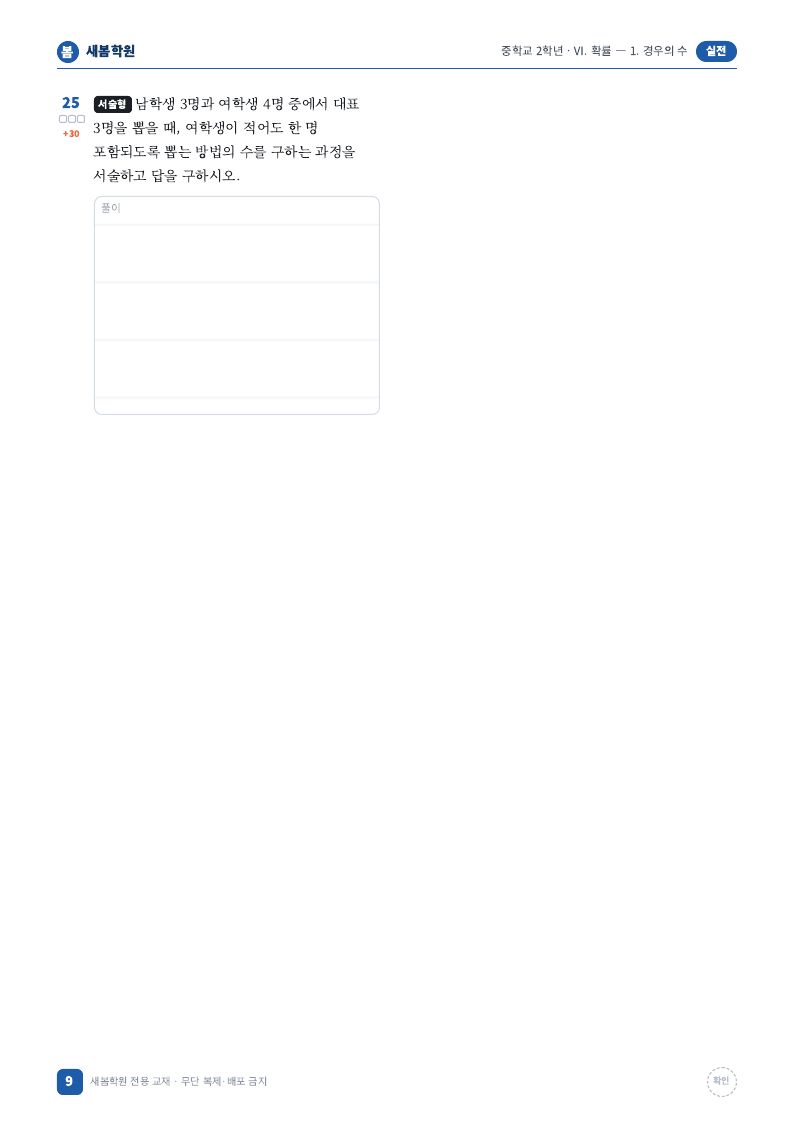 봄 새봄학원
중학교 2학년 · VI. 확률 — 1. 경우의 수 실전
25 서술형 남학생 3명과 여학생 4명 중에서 대표
3명을 뽑을 때, 여학생이 적어도 한 명
+30
포함되도록 뽑는 방법의 수를 구하는 과정을
서술하고 답을 구하시오.
풀이
9 새봄학원 전용 교재 · 무단 복제·배포 금지
확인